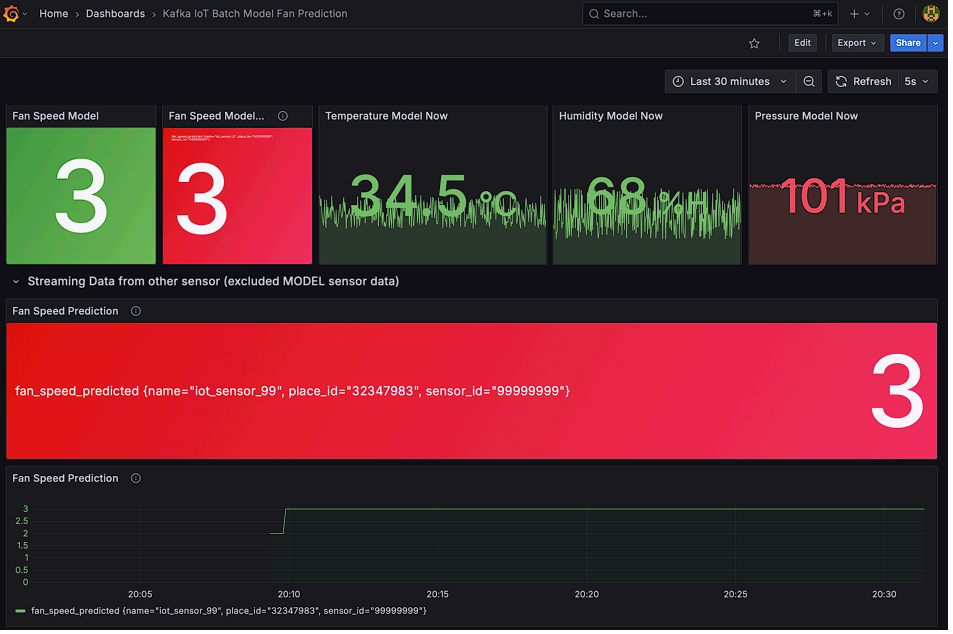 Home › Dashboards › Kafka IoT Batch Model Fan Prediction
Search... ⌘+k
Edit Export Share
Last 30 minutes Refresh 5s
Fan Speed Model
3
Fan Speed Model...
3
Temperature Model Now
34.5 °C
Humidity Model Now
68 %H
Pressure Model Now
101 kPa
Streaming Data from other sensor (excluded MODEL sensor data)
Fan Speed Prediction
fan_speed_predicted {name="iot_sensor_99", place_id="32347983", sensor_id="99999999"}
3
Fan Speed Prediction
3
2.5
2
1.5
1
0.5
0
20:05 20:10 20:15 20:20 20:25 20:30
fan_speed_predicted {name="iot_sensor_99", place_id="32347983", sensor_id="99999999"}